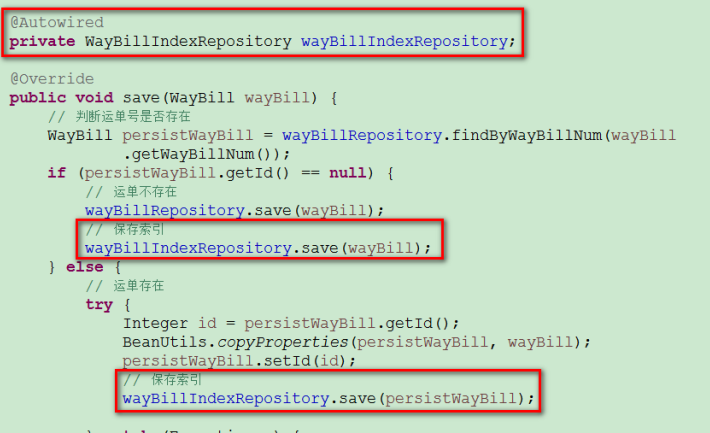 @Autowired
private WayBillIndexRepository wayBillIndexRepository;
@Override
public void save(WayBill wayBill) {
// 判断运单号是否存在
WayBill persistWayBill = wayBillRepository.findByWayBillNum(wayBill
.getWayBillNum());
if (persistWayBill.getId() == null) {
// 运单不存在
wayBillRepository.save(wayBill);
// 保存索引
wayBillIndexRepository.save(wayBill);
} else {
// 运单存在
try {
Integer id = persistWayBill.getId();
BeanUtils.copyProperties(persistWayBill, wayBill);
persistWayBill.setId(id);
// 保存索引
wayBillIndexRepository.save(persistWayBill);